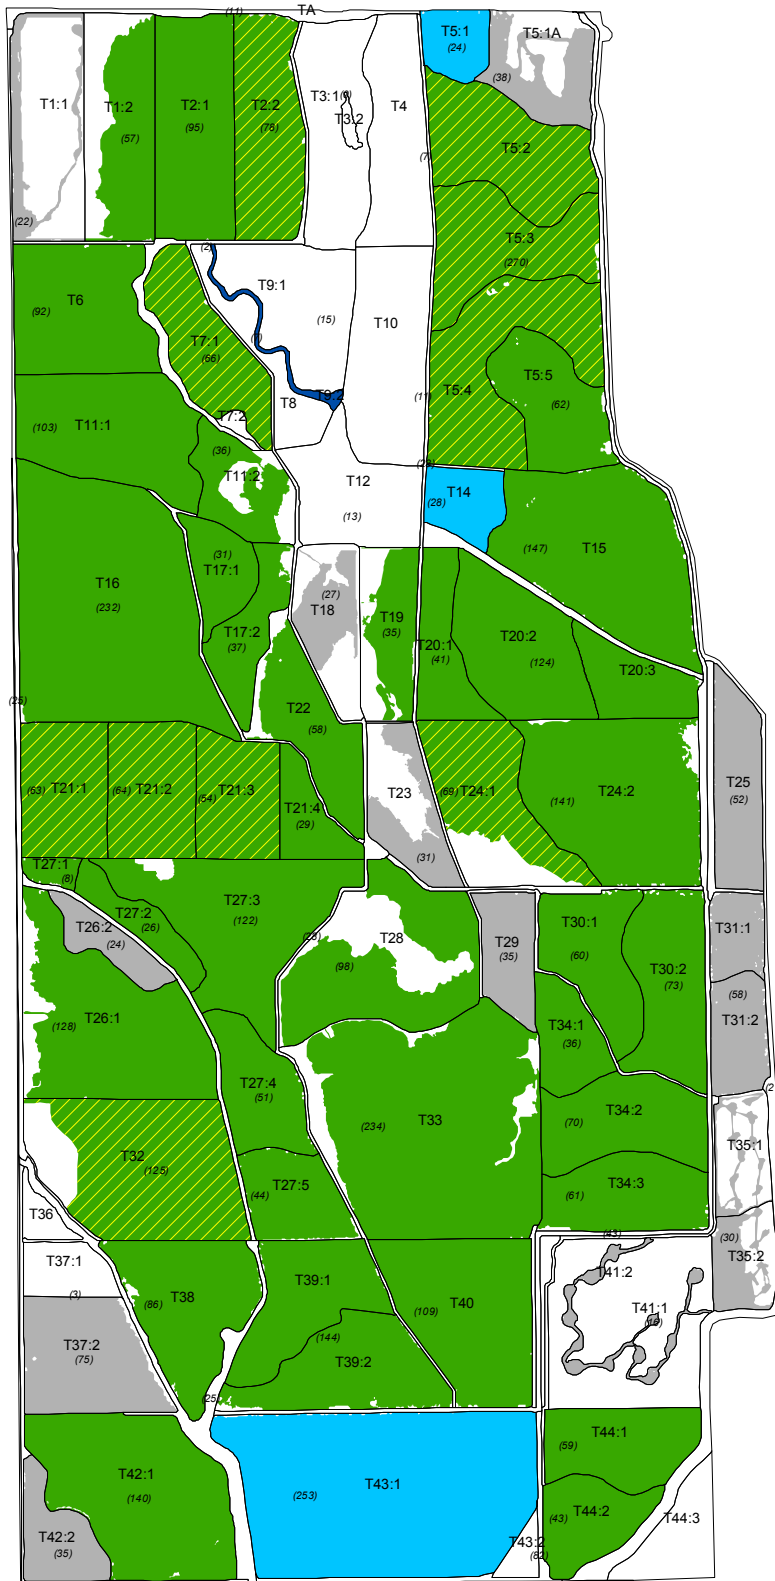 TA
(11)
T5:1
(24)
T5:1A
(38)
T1:1
T1:2
(57)
T2:1
(95)
T2:2
(78)
T3:1
T3:2
T4
(7)
T5:2
(22)
T5:3
(270)
T9:1
(15)
T6
(92)
T10
T7:1
(66)
T5:4
T5:5
(62)
T9:2
T8
T7:2
T11:1
(103)
(36)
T11:2
T12
(13)
T14
(28)
T15
(147)
T16
(232)
(31)
T17:1
T17:2
(37)
(27)
T18
T19
(35)
T20:1
(41)
T20:2
(124)
T20:3
T22
(58)
T21:1
(63)
T21:2
(64)
T21:3
(54)
T21:4
(29)
T23
(31)
T24:1
(69)
T24:2
(141)
T25
(52)
T27:1
(8)
T27:2
(26)
T27:3
(122)
T26:2
(24)
T28
(98)
T29
(35)
T30:1
(60)
T30:2
(73)
T31:1
(58)
T31:2
T26:1
(128)
T34:1
(36)
T27:4
(51)
T33
(234)
T34:2
(70)
T35:1
T32
(125)
T27:5
(44)
T34:3
(61)
T36
(30)
T35:2
(43)
T37:1
(3)
T41:2
T41:1
T38
(86)
T39:1
T40
(109)
(144)
T39:2
T37:2
(75)
(25)
T44:1
(59)
T42:1
(140)
T43:1
(253)
T44:2
(43)
T44:3
T42:2
(35)
T43:2
(82)